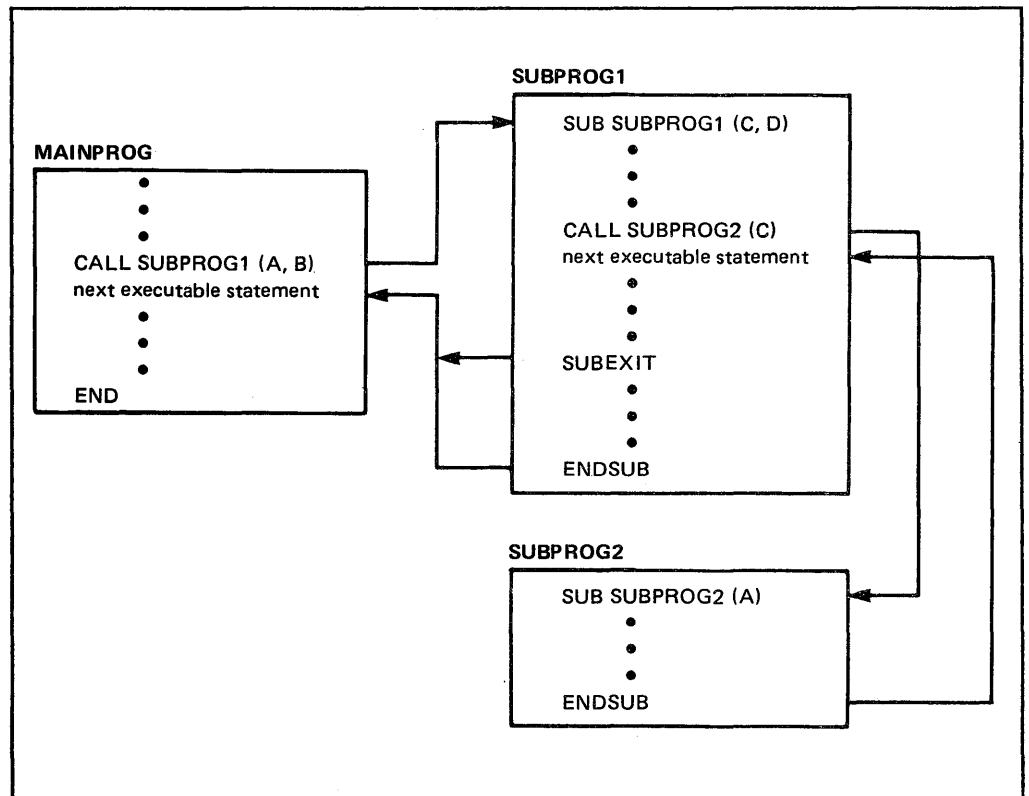 MAINPROG
CALL SUBPROG1 (A, B)
next executable statement
END
SUBPROG1
SUB SUBPROG1 (C, D)
CALL SUBPROG2 (C)
next executable statement
SUBEXIT
ENDSUB
SUBPROG2
SUB SUBPROG2 (A)
ENDSUB